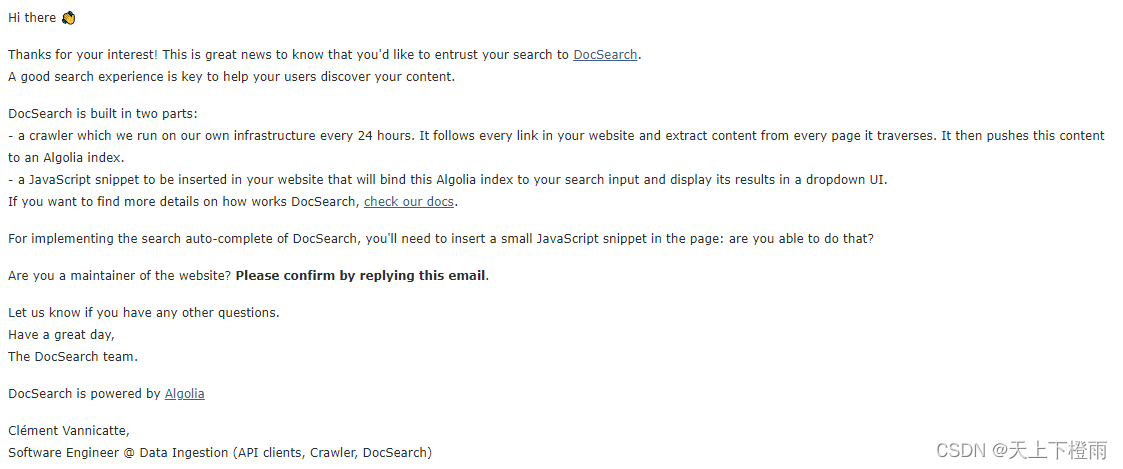 Hi there 👏
Thanks for your interest! This is great news to know that you'd like to entrust your search to DocSearch.
A good search experience is key to help your users discover your content.
DocSearch is built in two parts:
- a crawler which we run on our own infrastructure every 24 hours. It follows every link in your website and extract content from every page it traverses. It then pushes this content
to an Algolia index.
- a JavaScript snippet to be inserted in your website that will bind this Algolia index to your search input and display its results in a dropdown UI.
If you want to find more details on how works DocSearch, check our docs.
For implementing the search auto-complete of DocSearch, you'll need to insert a small JavaScript snippet in the page: are you able to do that?
Are you a maintainer of the website? Please confirm by replying this email.
Let us know if you have any other questions.
Have a great day,
The DocSearch team.
DocSearch is powered by Algolia
Clément Vannicatte,
Software Engineer @ Data Ingestion (API clients, Crawler, DocSearch)
CSDN @天上下橙雨